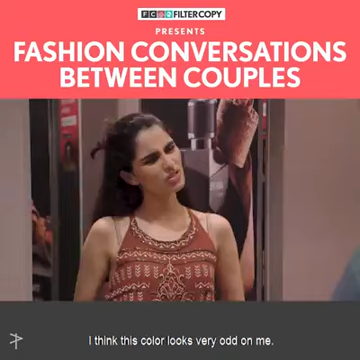 FC FILTERCOPY
PRESENTS
FASHION CONVERSATIONS
BETWEEN COUPLES
I think this color looks very odd on me.